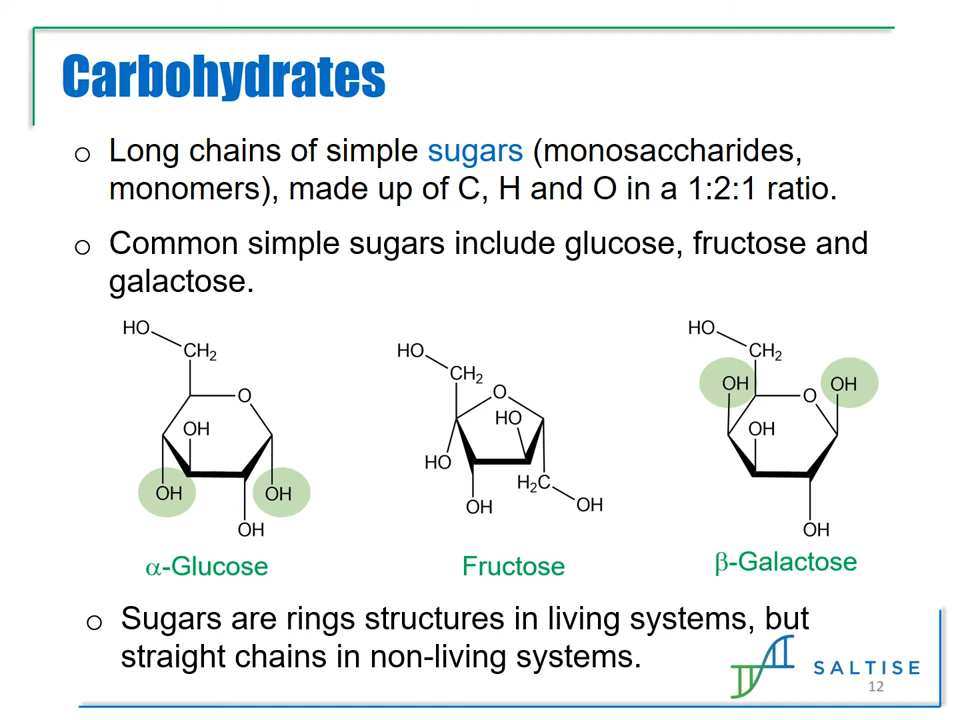 Carbohydrates
o Long chains of simple sugars (monosaccharides,
monomers), made up of C, H and O in a 1:2:1 ratio.
o Common simple sugars include glucose, fructose and
galactose.
HO
CH2
O
OH
OH
OH
OH
α-Glucose
HO
CH2
O
HO
HO
H2C
OH
OH
Fructose
HO
CH2
OH
O
OH
OH
OH
β-Galactose
o Sugars are rings structures in living systems, but
straight chains in non-living systems.
SALTISE
12